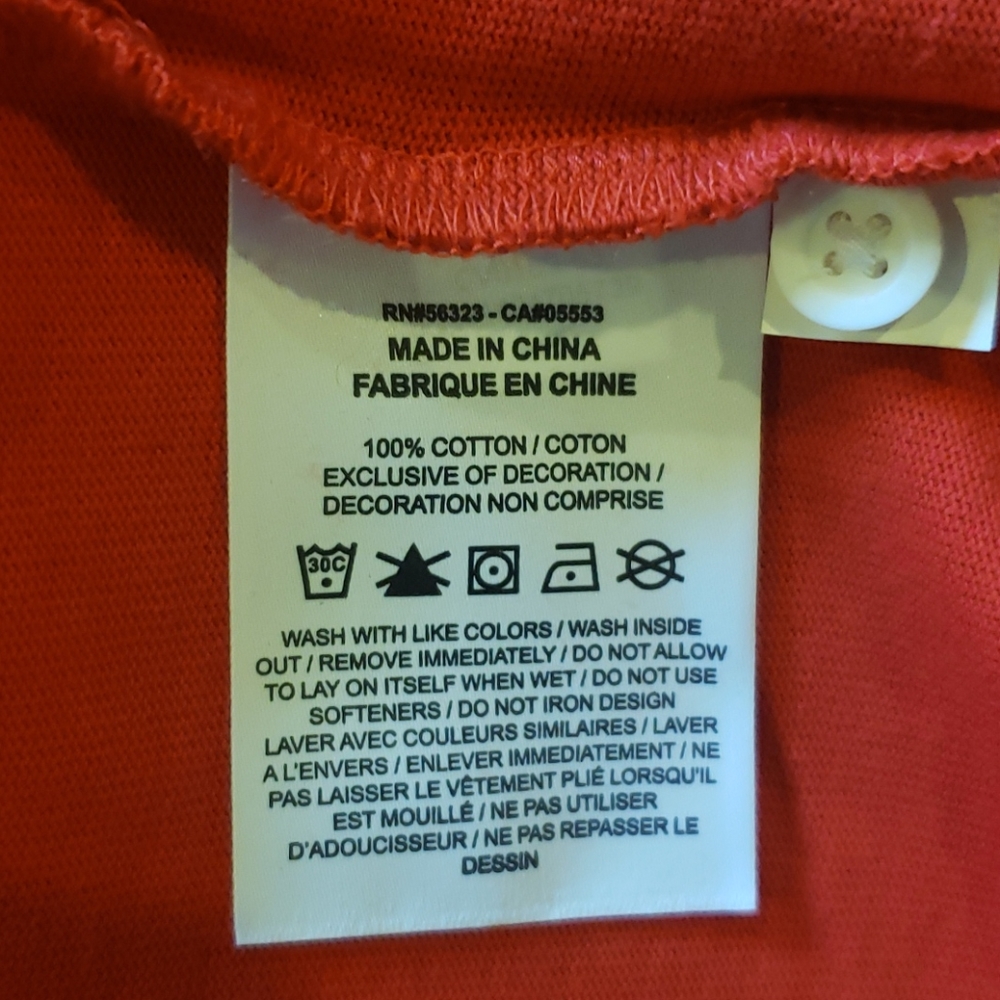 RN#56323 - CA#05553
MADE IN CHINA
FABRIQUE EN CHINE
100% COTTON / COTON
EXCLUSIVE OF DECORATION /
DECORATION NON COMPRISE
30C
WASH WITH LIKE COLORS / WASH INSIDE
OUT / REMOVE IMMEDIATELY / DO NOT ALLOW
TO LAY ON ITSELF WHEN WET / DO NOT USE
SOFTENERS / DO NOT IRON DESIGN
LAVER AVEC COULEURS SIMILAIRES / LAVER
A L'ENVERS / ENLEVER IMMEDIATEMENT / NE
PAS LAISSER LE VÊTEMENT PLIÉ LORSQU'IL
EST MOUILLÉ / NE PAS UTILISER
D'ADOUCISSEUR / NE PAS REPASSER LE
DESSIN